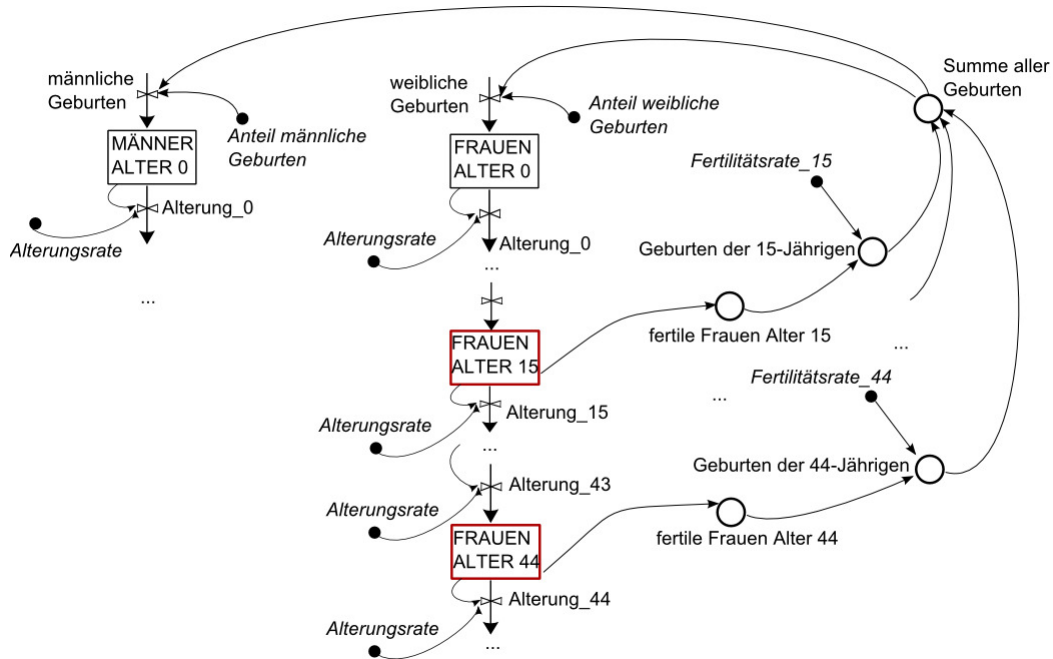 männliche
Geburten
Anteil männliche
Geburten
MÄNNER
ALTER 0
Alterung_0
Alterungsrate
...
weibliche
Geburten
Anteil weibliche
Geburten
FRAUEN
ALTER 0
Alterungsrate
Alterung_0
...
FRAUEN
ALTER 15
Alterungsrate
Alterung_15
...
Alterung_43
Alterungsrate
FRAUEN
ALTER 44
Alterung_44
Alterungsrate
...
Summe aller
Geburten
Fertilitätsrate_15
Geburten der 15-Jährigen
fertile Frauen Alter 15
...
Fertilitätsrate_44
...
Geburten der 44-Jährigen
fertile Frauen Alter 44